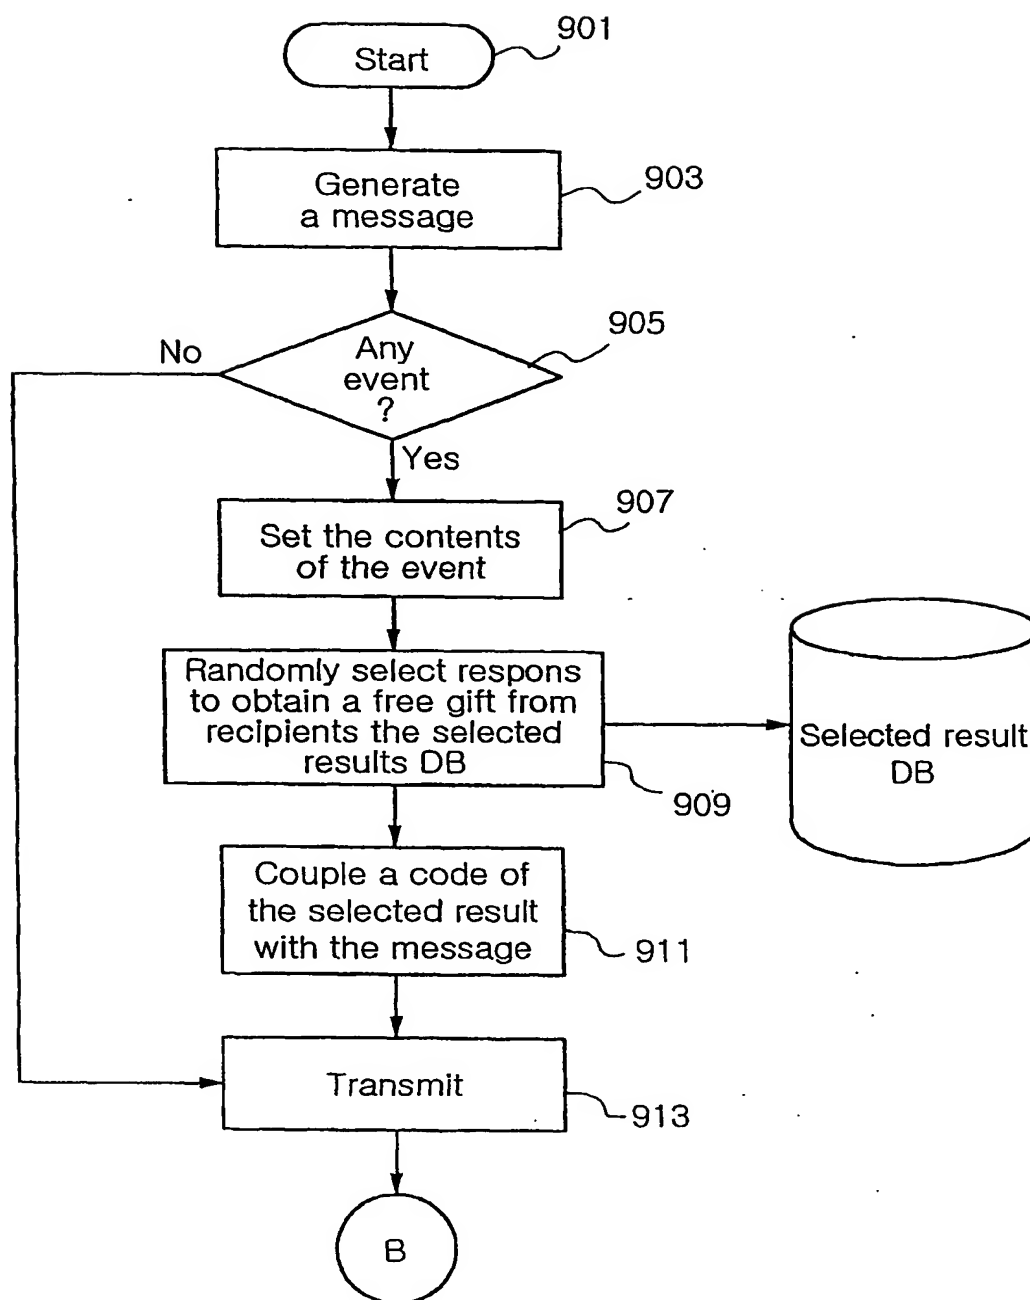 901
Start
Generate
a message
903
905
No
Any
event
?
Yes
907
Set the contents
of the event
Randomly select respons
to obtain a free gift from
recipients the selected
results DB
909
Selected result
DB
Couple a code of
the selected result
with the message
911
Transmit
913
B